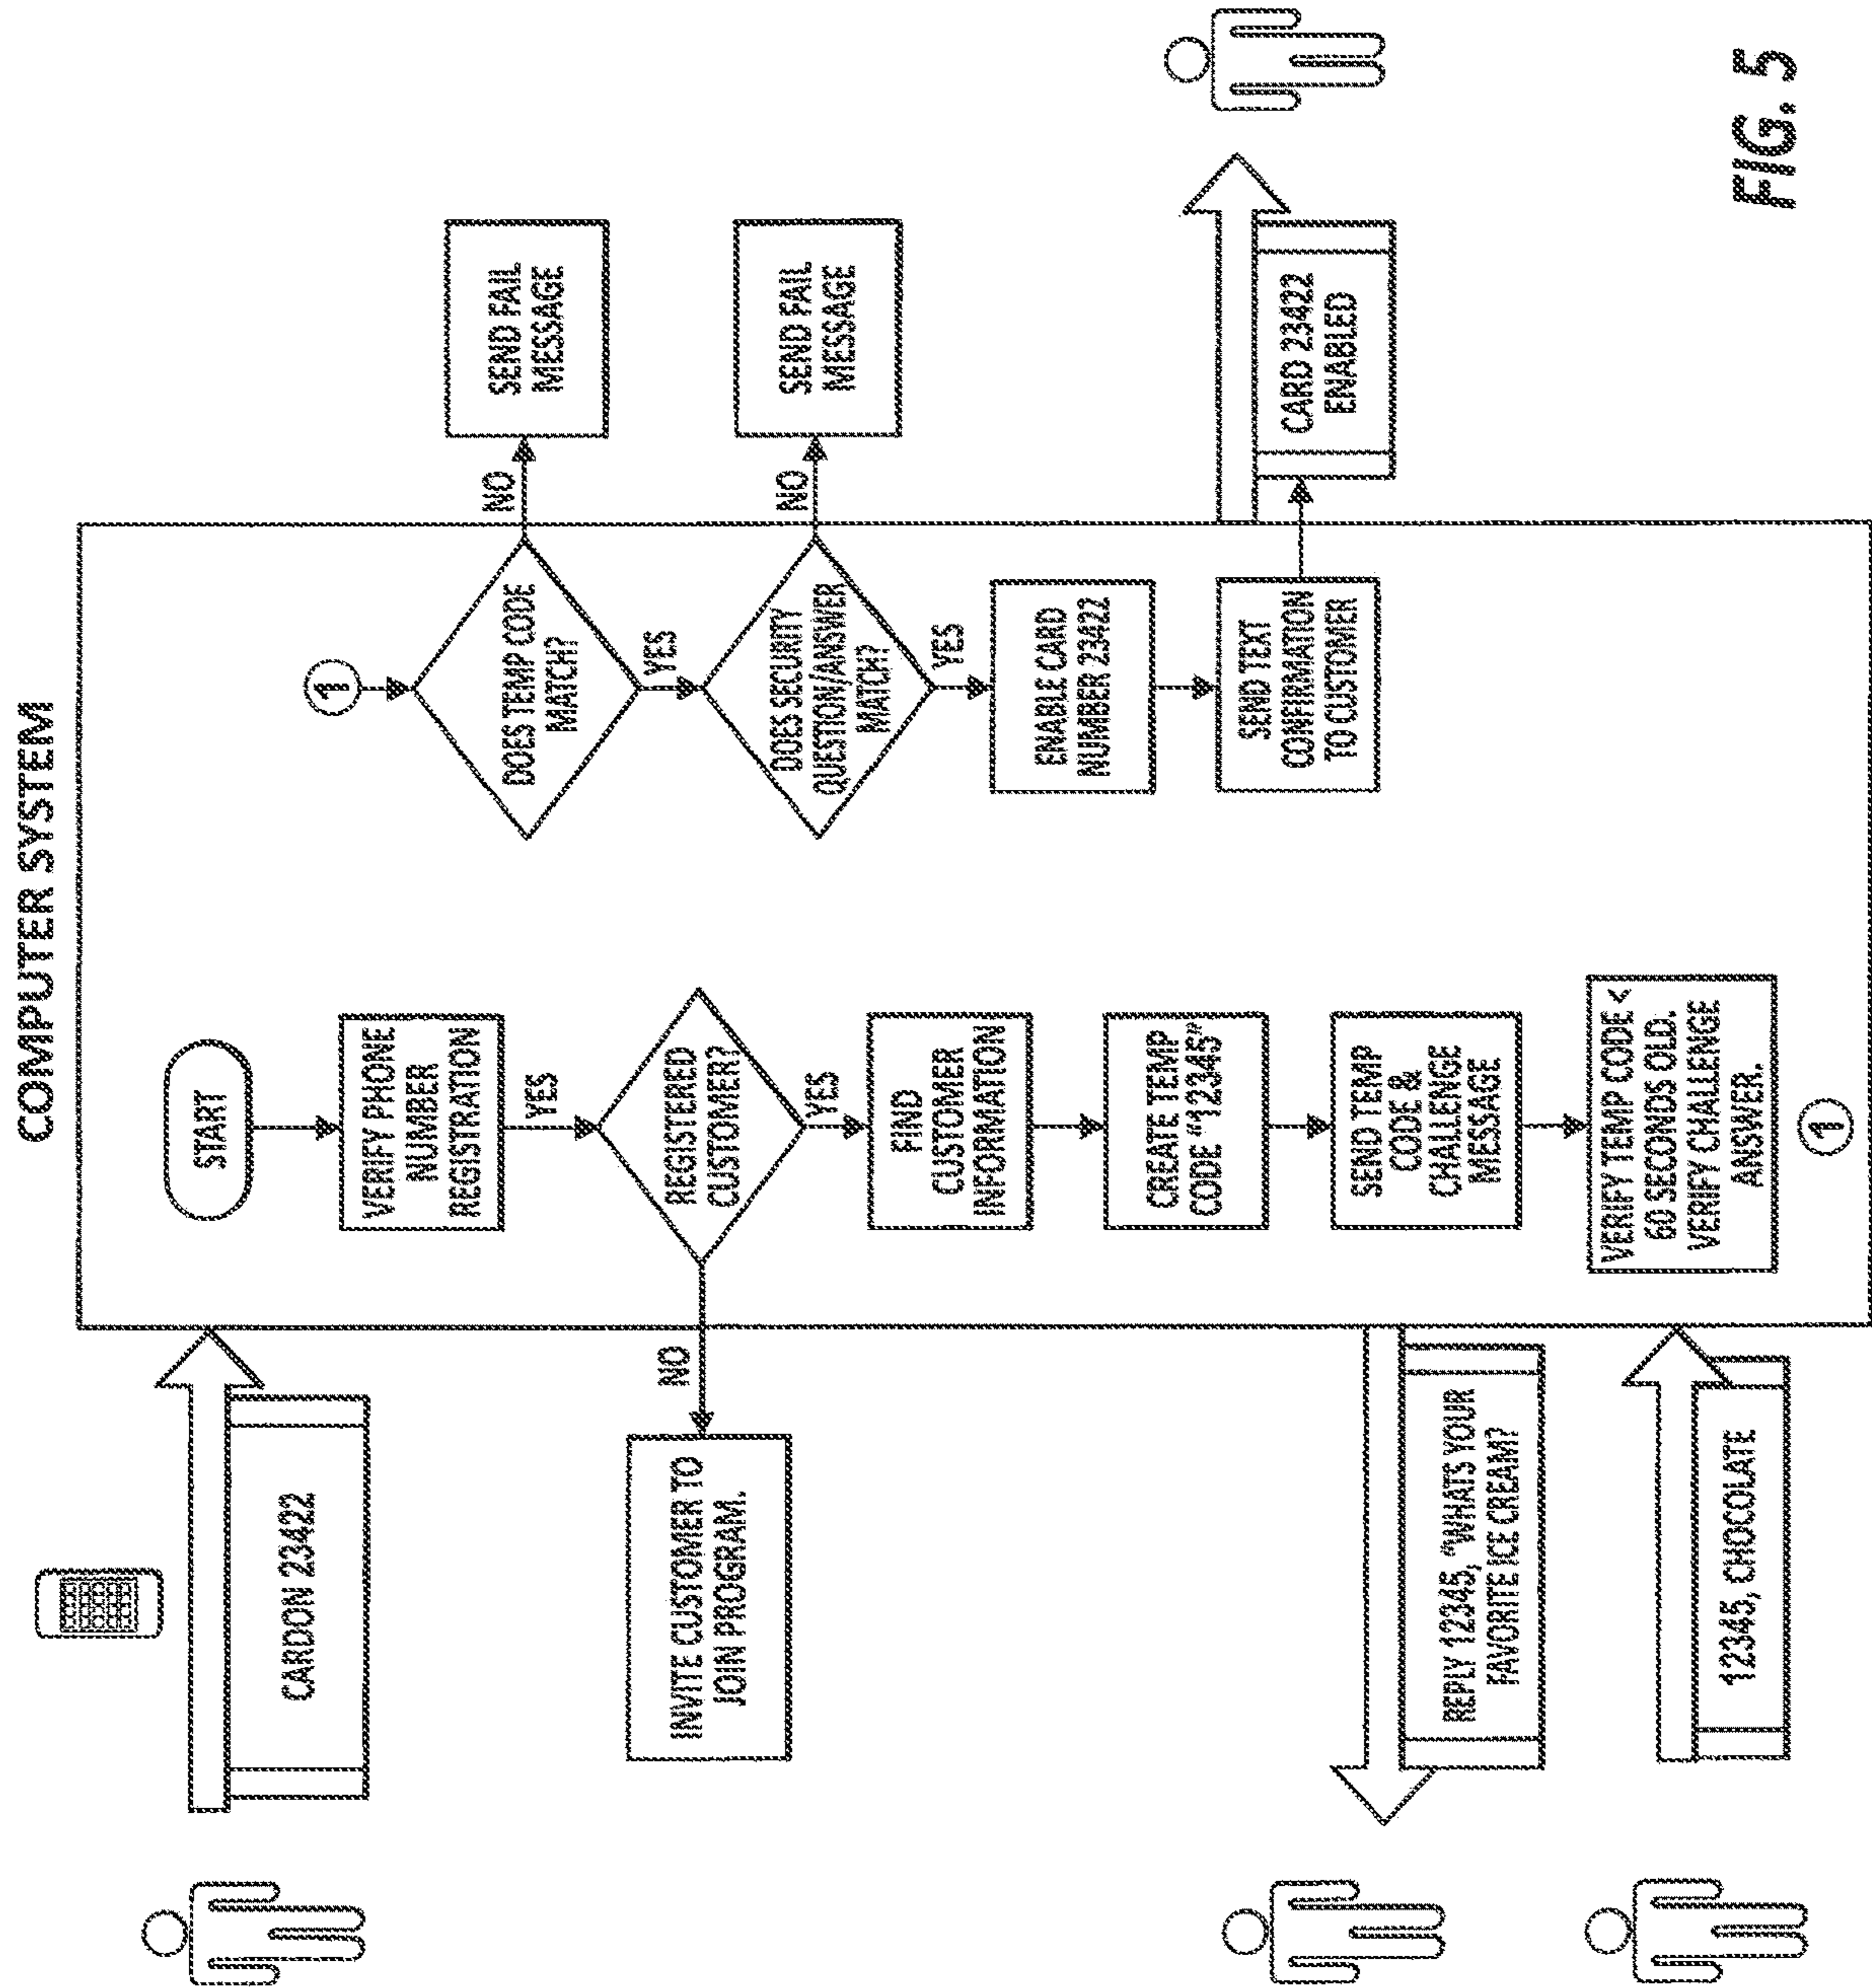 COMPUTER SYSTEM
CARDON 23422
START
VERIFY PHONE
NUMBER
REGISTRATION
YES
REGISTERED
CUSTOMER?
NO
INVITE CUSTOMER TO
JOIN PROGRAM.
YES
FIND
CUSTOMER
INFORMATION
CREATE TEMP
CODE "12345"
SEND TEMP
CODE &
CHALLENGE
MESSAGE
REPLY 12345, "WHATS YOUR
FAVORITE ICE CREAM?
12345, CHOCOLATE
VERIFY TEMP CODE <
60 SECONDS OLD.
VERIFY CHALLENGE
ANSWER.
1
1
DOES TEMP CODE
MATCH?
NO
SEND FAIL
MESSAGE
YES
DOES SECURITY
QUESTION/ANSWER
MATCH?
NO
SEND FAIL
MESSAGE
YES
ENABLE CARD
NUMBER 23422
SEND TEXT
CONFIRMATION
TO CUSTOMER
CARD 23422
ENABLED
FIG. 5